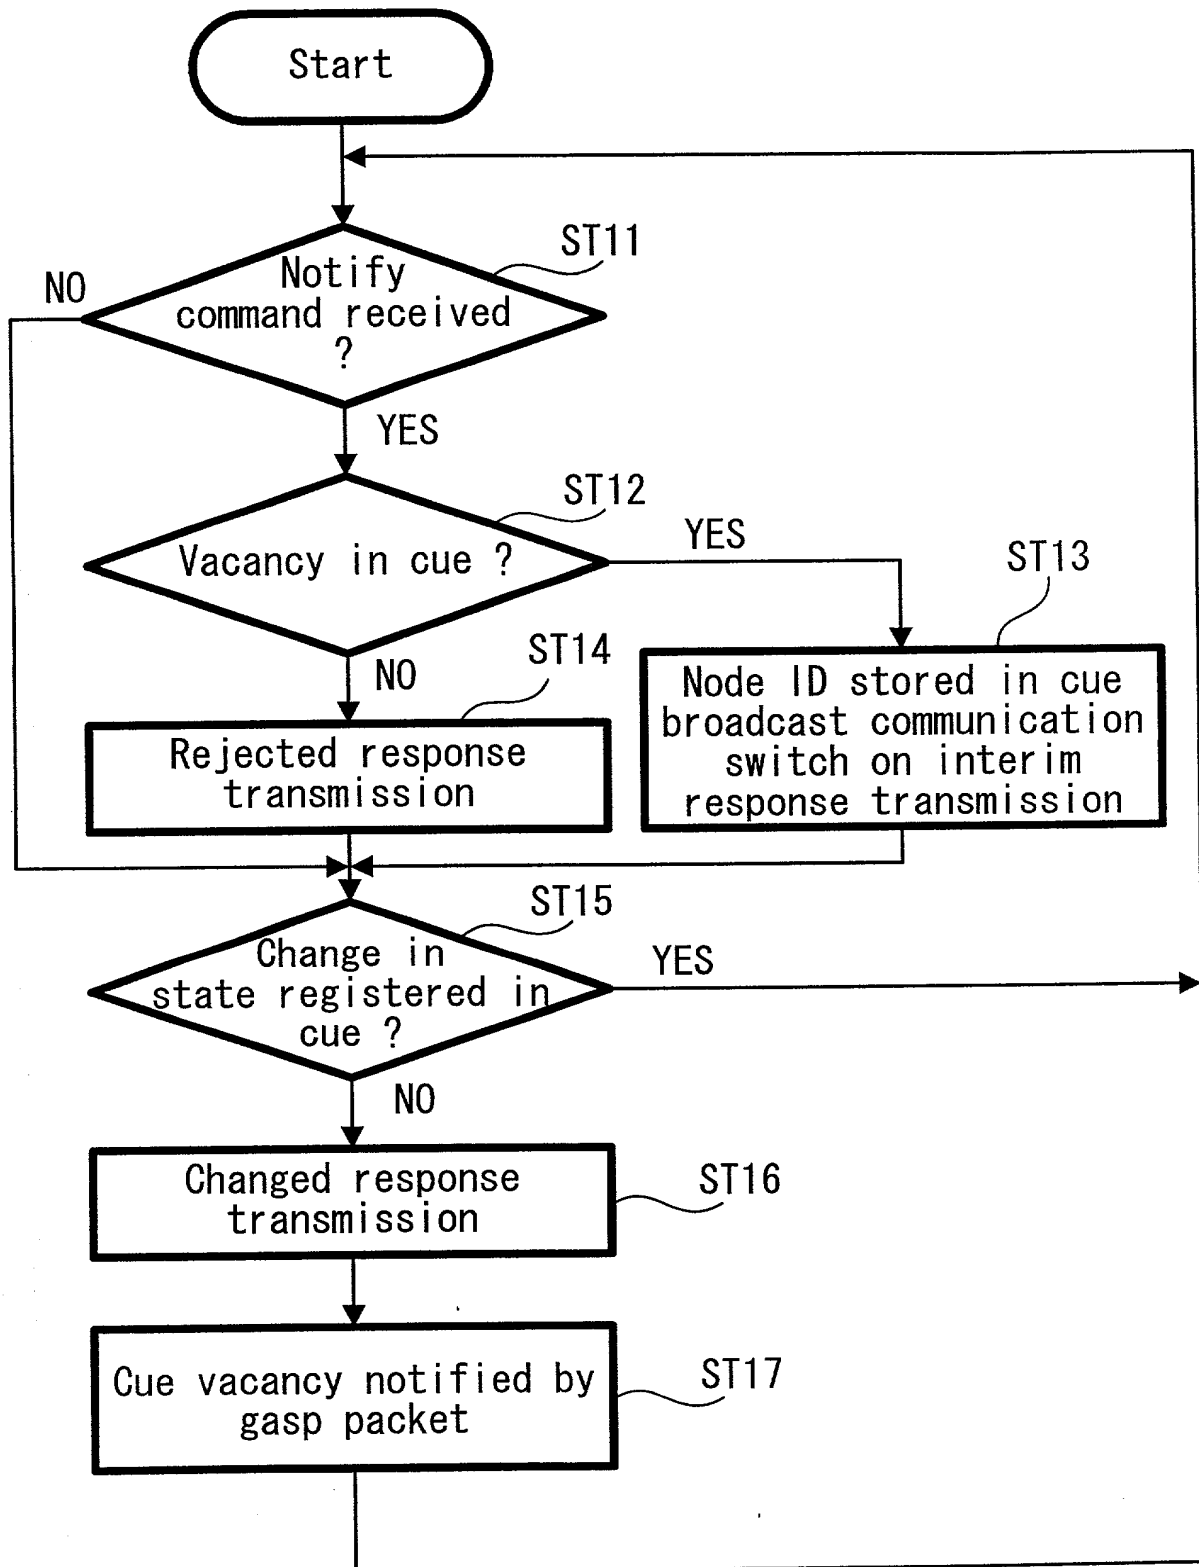 Start
ST11
NO
Notify
command received
?
YES
ST12
Vacancy in cue ?
YES
ST13
NO
ST14
Node ID stored in cue
broadcast communication
switch on interim
response transmission
Rejected response
transmission
ST15
Change in
state registered in
cue ?
YES
NO
Changed response
transmission
ST16
Cue vacancy notified by
gasp packet
ST17